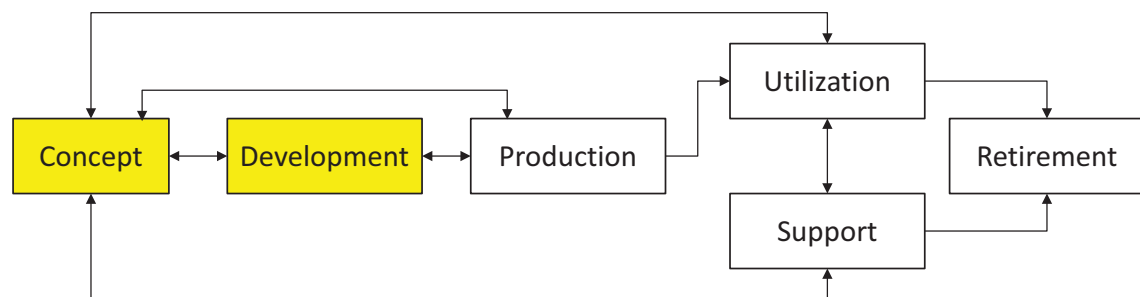 Concept
Development
Production
Utilization
Support
Retirement